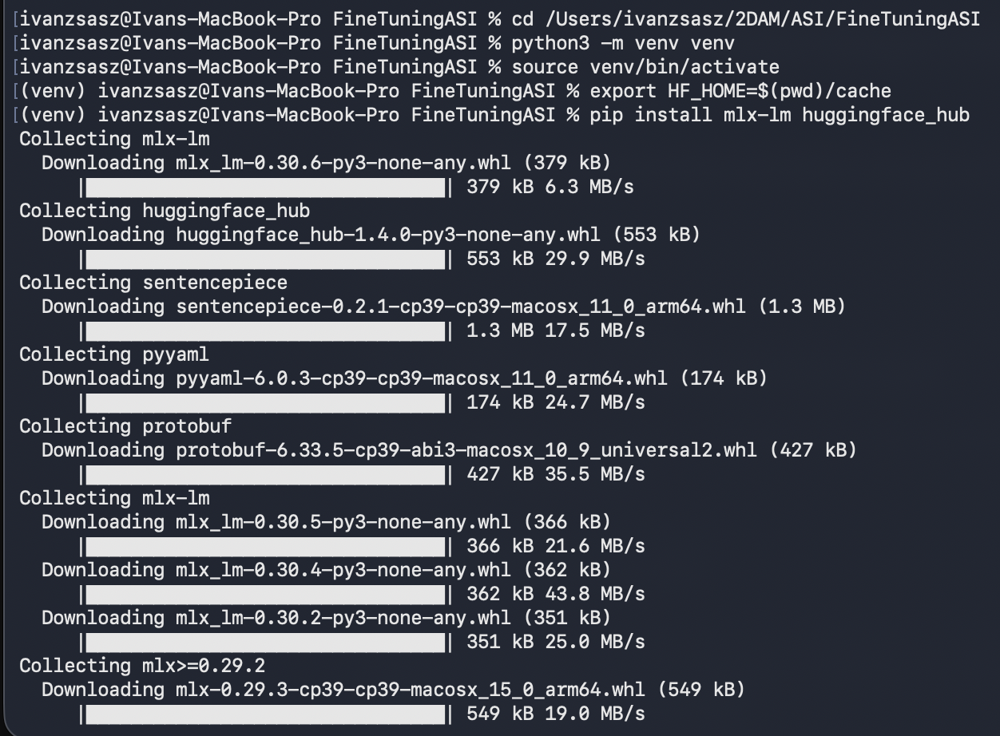 [ivanzsasz@Ivans-MacBook-Pro FineTuningASI % cd /Users/ivanzsasz/2DAM/ASI/FineTuningASI
[ivanzsasz@Ivans-MacBook-Pro FineTuningASI % python3 -m venv venv
[ivanzsasz@Ivans-MacBook-Pro FineTuningASI % source venv/bin/activate
[(venv) ivanzsasz@Ivans-MacBook-Pro FineTuningASI % export HF_HOME=$(pwd)/cache
[(venv) ivanzsasz@Ivans-MacBook-Pro FineTuningASI % pip install mlx-lm huggingface_hub
Collecting mlx-lm
  Downloading mlx_lm-0.30.6-py3-none-any.whl (379 kB)
     |████████████████████████████████| 379 kB 6.3 MB/s
Collecting huggingface_hub
  Downloading huggingface_hub-1.4.0-py3-none-any.whl (553 kB)
     |████████████████████████████████| 553 kB 29.9 MB/s
Collecting sentencepiece
  Downloading sentencepiece-0.2.1-cp39-cp39-macosx_11_0_arm64.whl (1.3 MB)
     |████████████████████████████████| 1.3 MB 17.5 MB/s
Collecting pyyaml
  Downloading pyyaml-6.0.3-cp39-cp39-macosx_11_0_arm64.whl (174 kB)
     |████████████████████████████████| 174 kB 24.7 MB/s
Collecting protobuf
  Downloading protobuf-6.33.5-cp39-abi3-macosx_10_9_universal2.whl (427 kB)
     |████████████████████████████████| 427 kB 35.5 MB/s
Collecting mlx-lm
  Downloading mlx_lm-0.30.5-py3-none-any.whl (366 kB)
     |████████████████████████████████| 366 kB 21.6 MB/s
  Downloading mlx_lm-0.30.4-py3-none-any.whl (362 kB)
     |████████████████████████████████| 362 kB 43.8 MB/s
  Downloading mlx_lm-0.30.2-py3-none-any.whl (351 kB)
     |████████████████████████████████| 351 kB 25.0 MB/s
Collecting mlx>=0.29.2
  Downloading mlx-0.29.3-cp39-cp39-macosx_15_0_arm64.whl (549 kB)
     |████████████████████████████████| 549 kB 19.0 MB/s